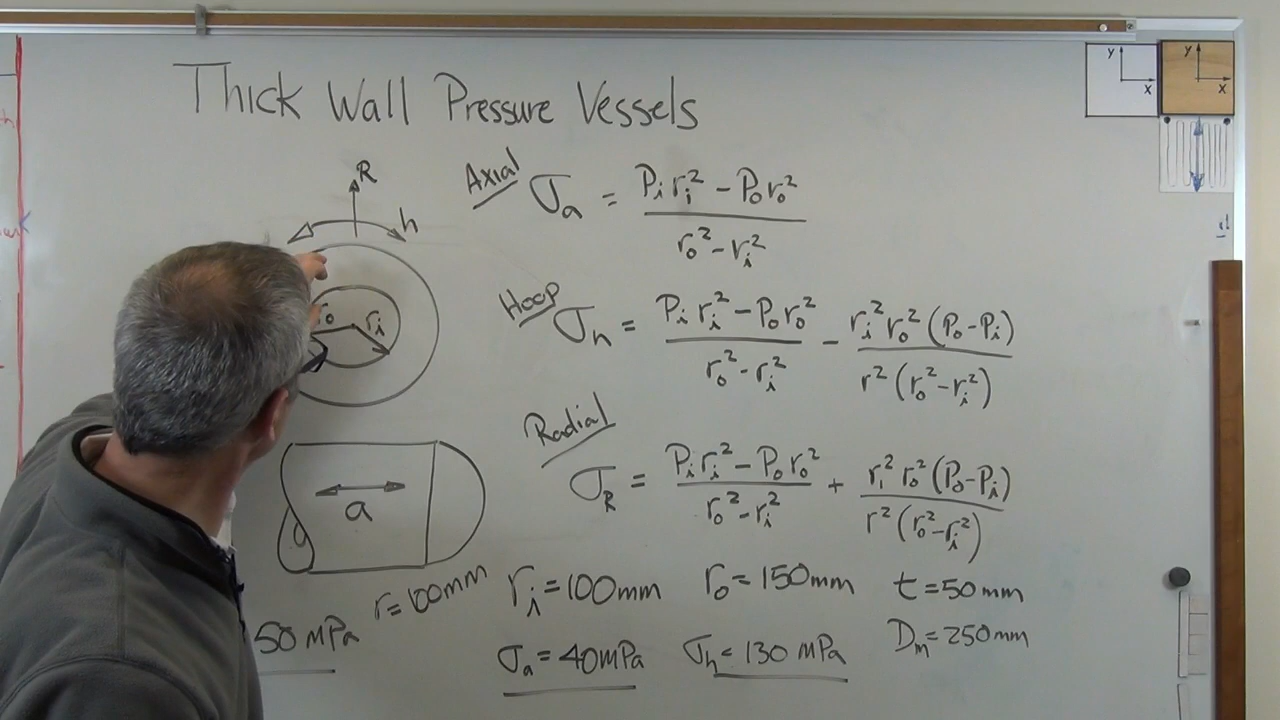 Thick Wall Pressure Vessels
R
h
ro
ri
a
Axial
σa = (Pi ri² - Po ro²) / (ro² - ri²)
Hoop
σh = (Pi ri² - Po ro²) / (ro² - ri²) - ri² ro² (Po - Pi) / r² (ro² - ri²)
Radial
σR = (Pi ri² - Po ro²) / (ro² - ri²) + ri² ro² (Po - Pi) / r² (ro² - ri²)
50 MPa
r = 100mm
ri = 100mm ro = 150mm t = 50mm
σa = 40MPa σh = 130 MPa Dm = 250mm
y
x
y
x